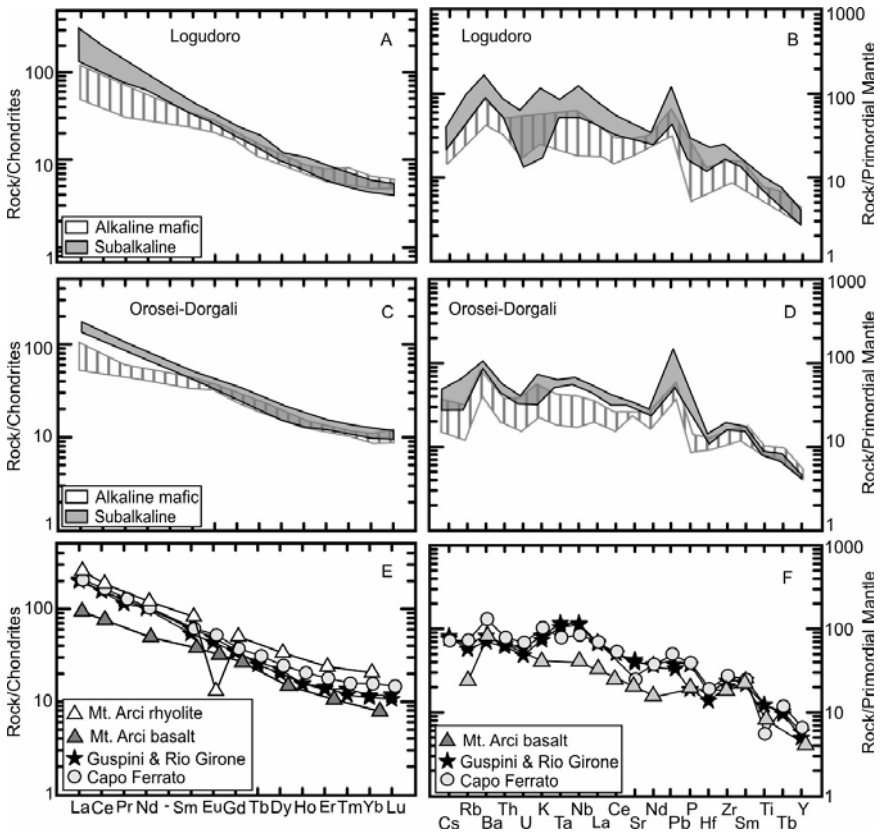 Logudoro
A
Rock/Chondrites
100
10
1
Alkaline mafic
Subalkaline
Logudoro
B
1000
100
10
1
Rock/Primordial Mantle
Orosei-Dorgali
C
Rock/Chondrites
100
10
1
Alkaline mafic
Subalkaline
Orosei-Dorgali
D
1000
100
10
1
Rock/Primordial Mantle
E
Rock/Chondrites
100
10
1
Mt. Arci rhyolite
Mt. Arci basalt
Guspini & Rio Girone
Capo Ferrato
La Ce Pr Nd - Sm Eu Gd Tb Dy Ho Er Tm Yb Lu
F
1000
100
10
1
Rock/Primordial Mantle
Mt. Arci basalt
Guspini & Rio Girone
Capo Ferrato
Rb Th K Nb Ce Nd P Zr Ti Y
Cs Ba U Ta La Sr Pb Hf Sm Tb